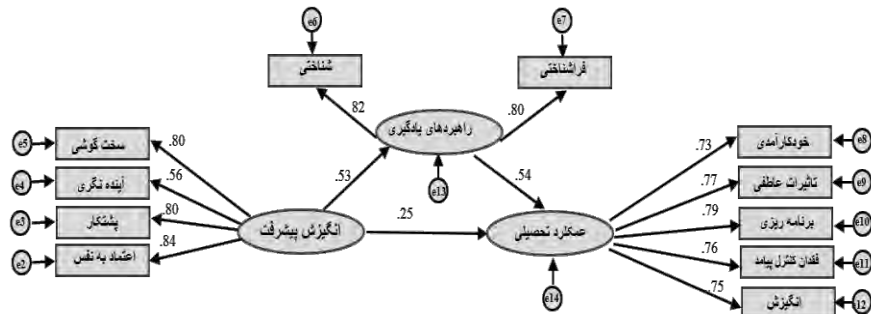 e6
e7
شناختی
فراشناختی
82
.80
راهبردهای یادگیری
e5
سخت کوشی
.80
.73
خودکارآمدی
e8
e4
آینده نگری
.56
.53
e13
.54
.77
تاثیرات عاطفی
e9
e3
پشتکار
.80
انگیزش پیشرفت
.25
عمکلرد تحصیلی
.79
برنامه ریزی
e10
e2
اعتماد به نفس
.84
.76
فقدان کنترل پیامد
e11
e14
.75
انگیزش
12